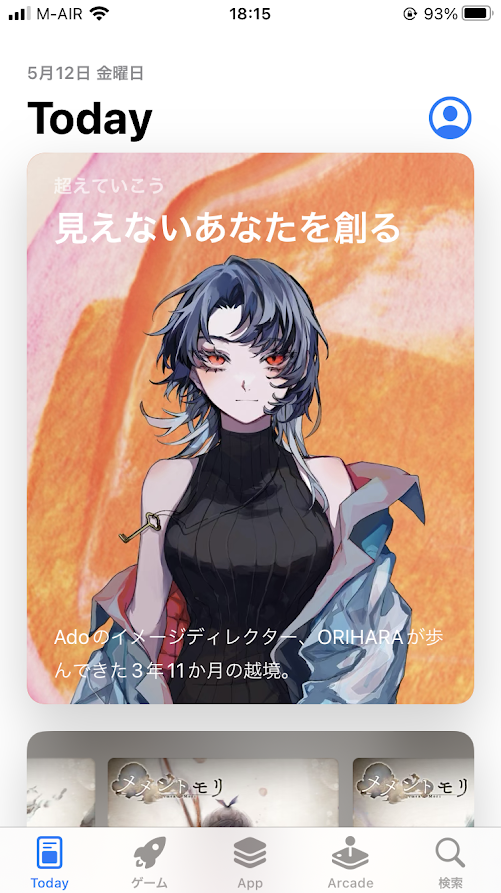 M-AIR 18:15 93%
5月12日 金曜日
Today
超えていこう
見えないあなたを創る
Adoのイメージディレクター、ORIHARAが歩
んできた3年11か月の越境。
メメントモリ メメントモリ
Today ゲーム App Arcade 検索